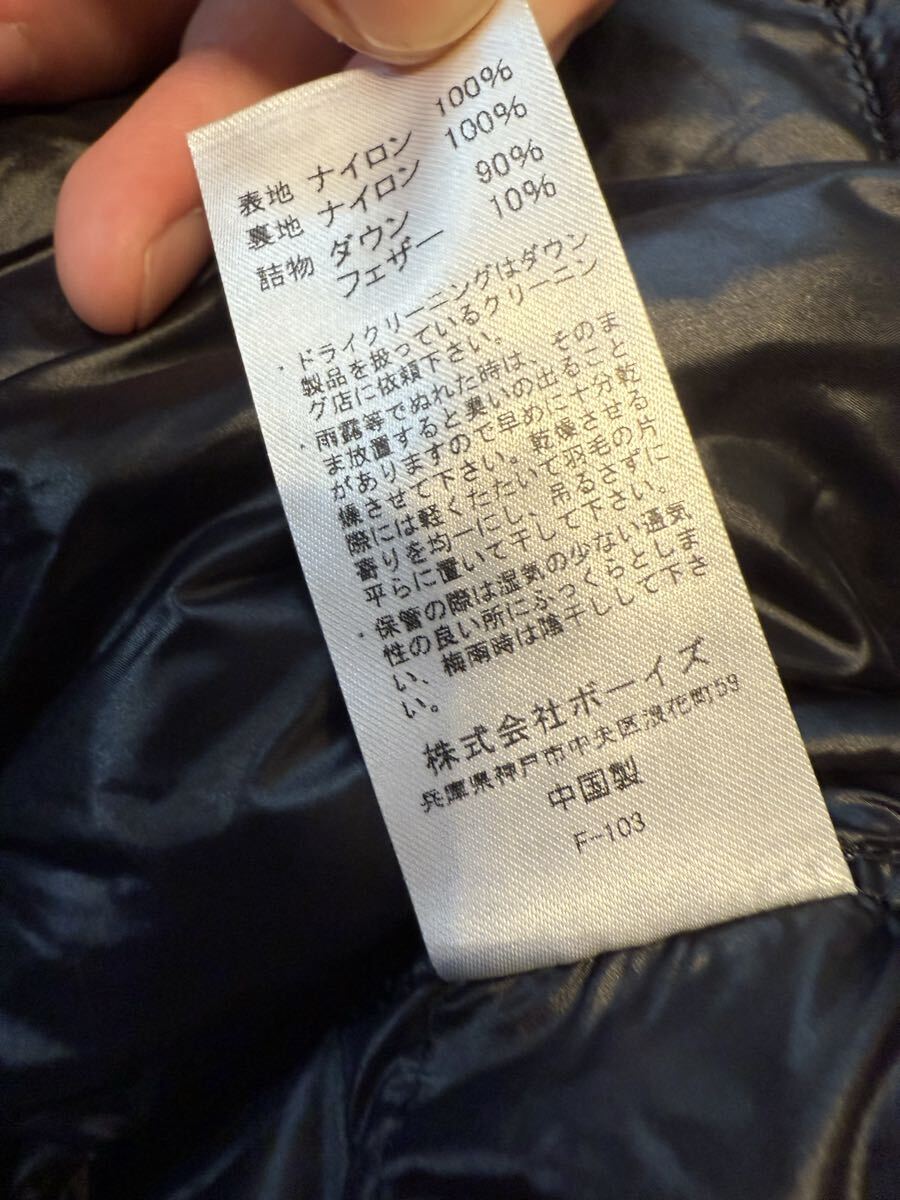 表地 ナイロン 100%
裏地 ナイロン 100%
詰物 ダウン 90%
フェザー 10%
・ドライクリーニングはダウン
製品を扱っているクリーニン
グ店に依頼下さい。
・雨露等でぬれた時は、そのま
ま放置すると臭いの出ること
がありますので早めに十分乾
燥させて下さい。乾燥させる
際には軽くたたいて羽毛の片
寄りを均一にし、吊るさずに
平らに置いて干して下さい。
・保管の際は湿気の少ない通気
性の良い所にふっくらとしま
い、梅雨時は陰干しして下さ
い。
株式会社ボーイズ
兵庫県神戸市中央区浪花町59
中国製
F-103